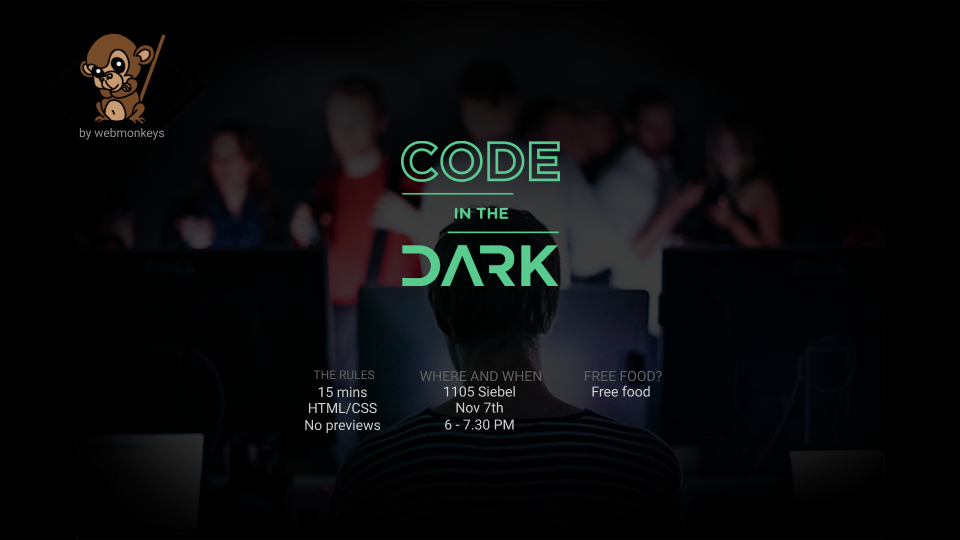 by webmonkeys
CODE
IN THE
DARK
THE RULES
15 mins
HTML/CSS
No previews
WHERE AND WHEN
1105 Siebel
Nov 7th
6 - 7.30 PM
FREE FOOD?
Free food